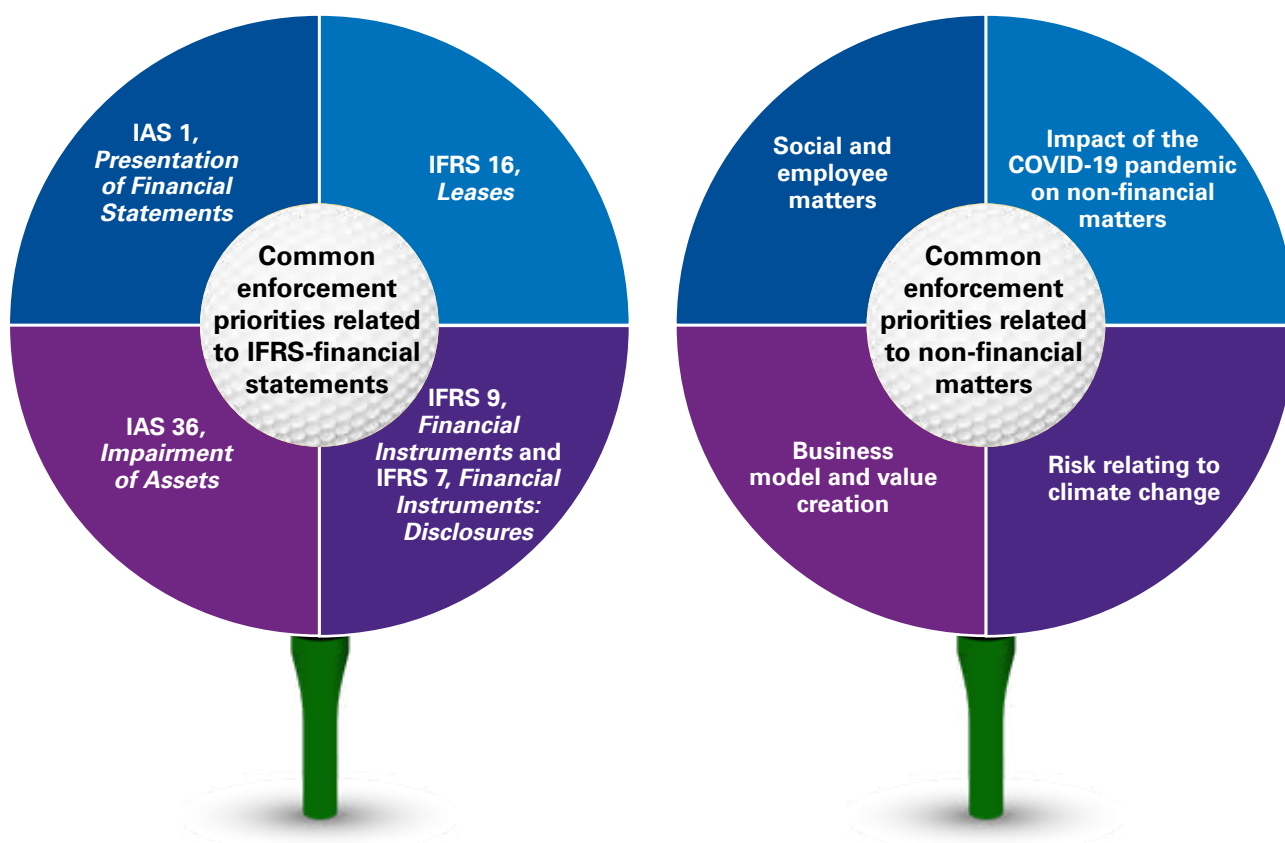 IAS 1,
Presentation
of Financial
Statements
IFRS 16,
Leases
Common
enforcement
priorities related
to IFRS-financial
statements
IAS 36,
Impairment
of Assets
IFRS 9,
Financial
Instruments and
IFRS 7, Financial
Instruments:
Disclosures
Social and
employee
matters
Impact of the
COVID-19 pandemic
on non-financial
matters
Common
enforcement
priorities related
to non-financial
matters
Business
model and value
creation
Risk relating to
climate change